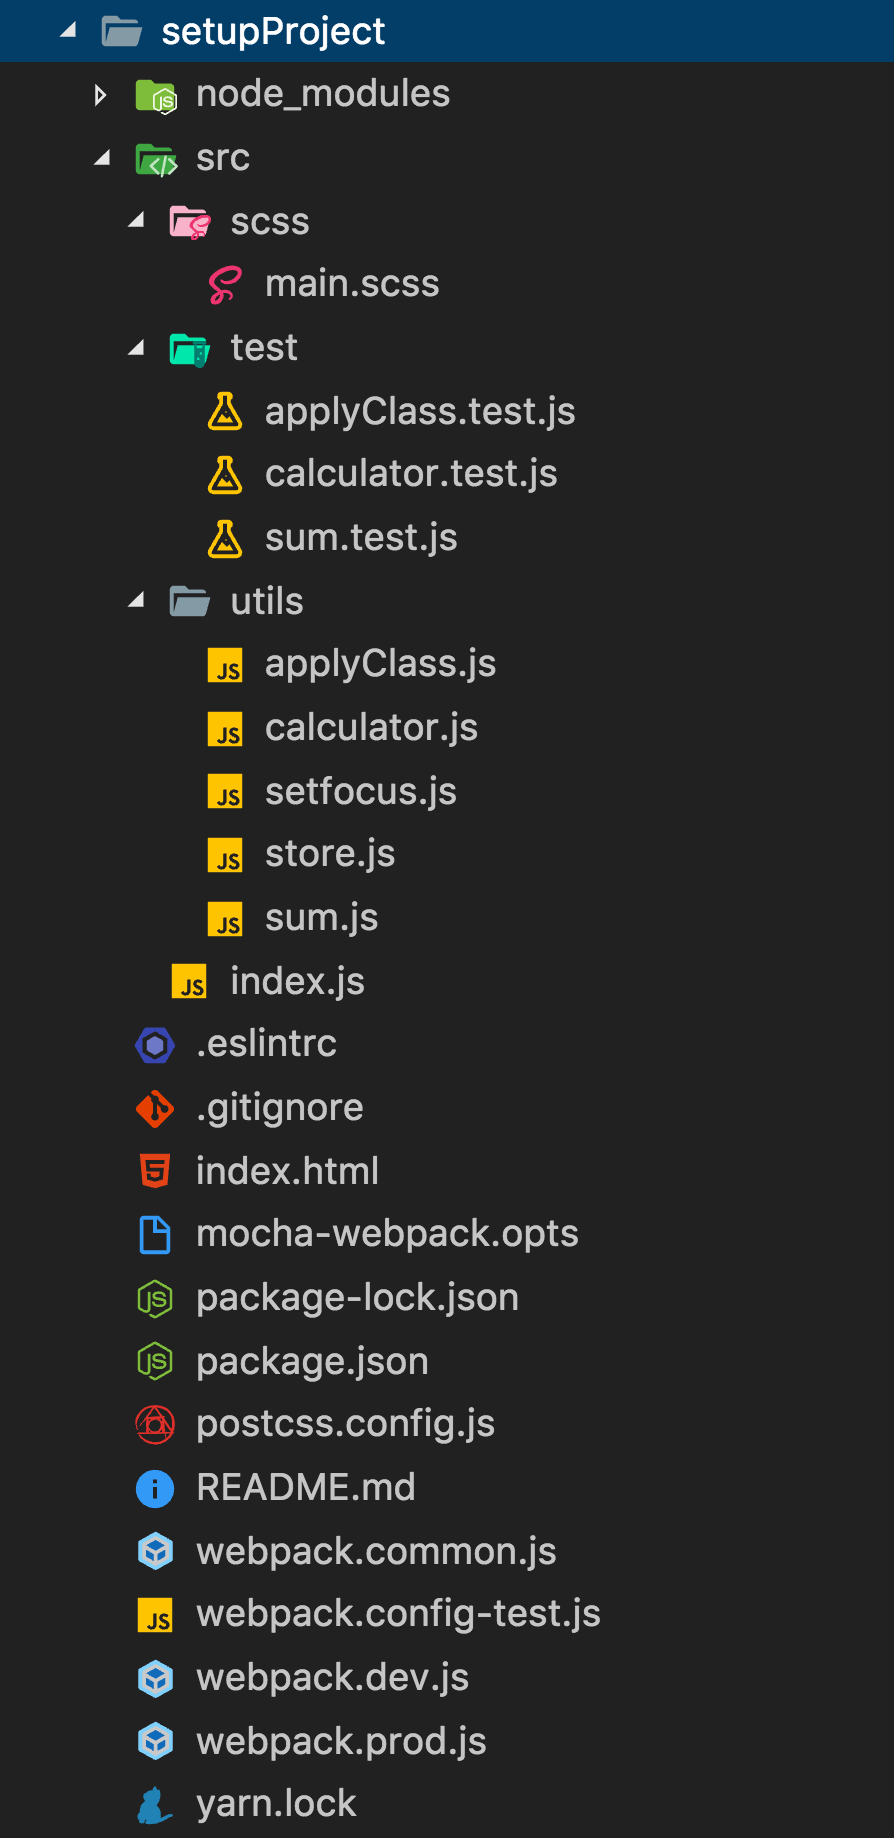 setupProject
node_modules
src
scss
main.scss
test
applyClass.test.js
calculator.test.js
sum.test.js
utils
applyClass.js
calculator.js
setfocus.js
store.js
sum.js
index.js
.eslintrc
.gitignore
index.html
mocha-webpack.opts
package-lock.json
package.json
postcss.config.js
README.md
webpack.common.js
webpack.config-test.js
webpack.dev.js
webpack.prod.js
yarn.lock